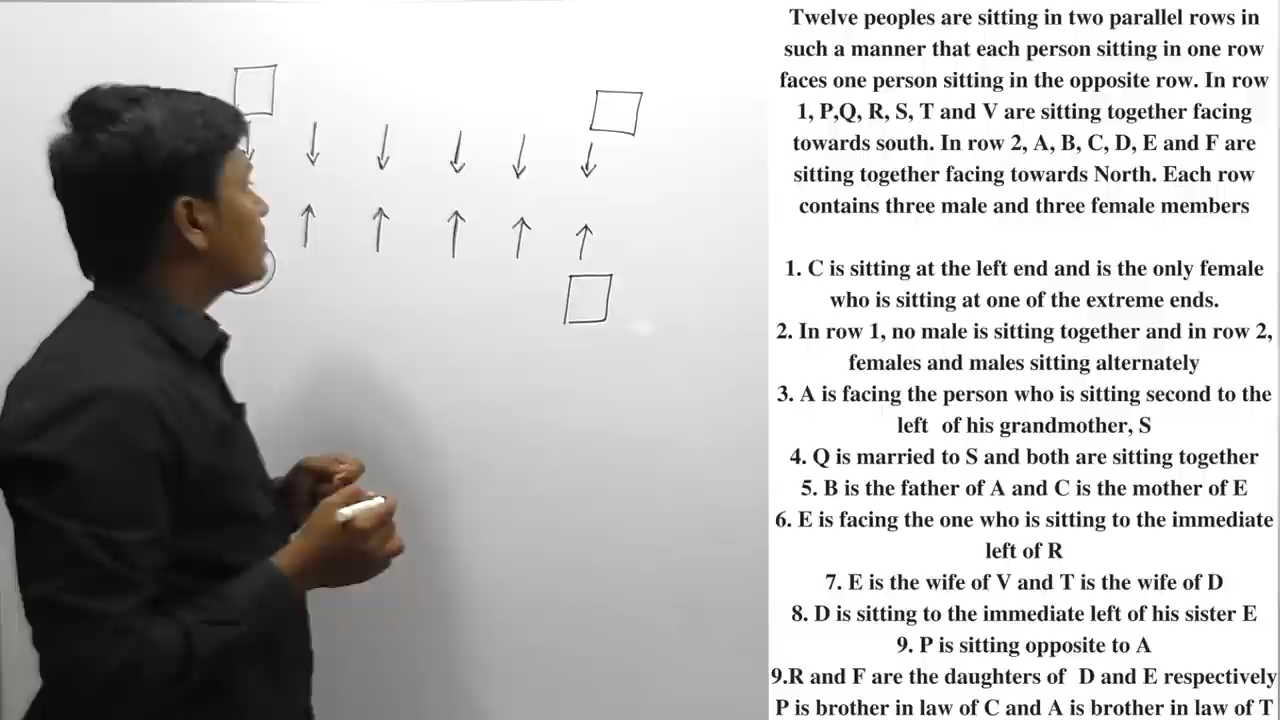 Twelve peoples are sitting in two parallel rows in
such a manner that each person sitting in one row
faces one person sitting in the opposite row. In row
1, P,Q, R, S, T and V are sitting together facing
towards south. In row 2, A, B, C, D, E and F are
sitting together facing towards North. Each row
contains three male and three female members
1. C is sitting at the left end and is the only female
who is sitting at one of the extreme ends.
2. In row 1, no male is sitting together and in row 2,
females and males sitting alternately
3. A is facing the person who is sitting second to the
left of his grandmother, S
4. Q is married to S and both are sitting together
5. B is the father of A and C is the mother of E
6. E is facing the one who is sitting to the immediate
left of R
7. E is the wife of V and T is the wife of D
8. D is sitting to the immediate left of his sister E
9. P is sitting opposite to A
9.R and F are the daughters of D and E respectively
P is brother in law of C and A is brother in law of T